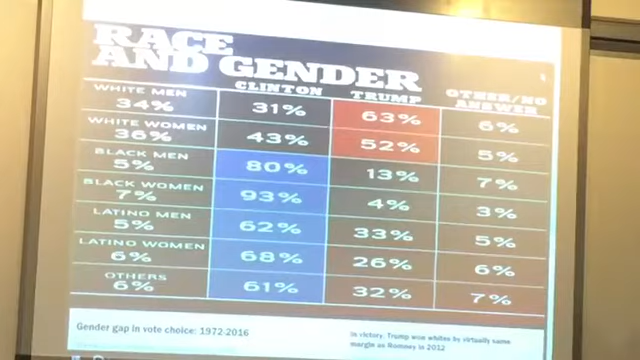 RACE
AND GENDER
CLINTON TRUMP OTHER/NO ANSWER
WHITE MEN 34% 31% 63% 6%
WHITE WOMEN 36% 43% 52% 5%
BLACK MEN 5% 80% 13% 7%
BLACK WOMEN 7% 93% 4% 3%
LATINO MEN 5% 62% 33% 5%
LATINO WOMEN 6% 68% 26% 6%
OTHERS 6% 61% 32% 7%
Gender gap in vote choice: 1972-2016
In victory, Trump won whites by virtually same
margin as Romney in 2012